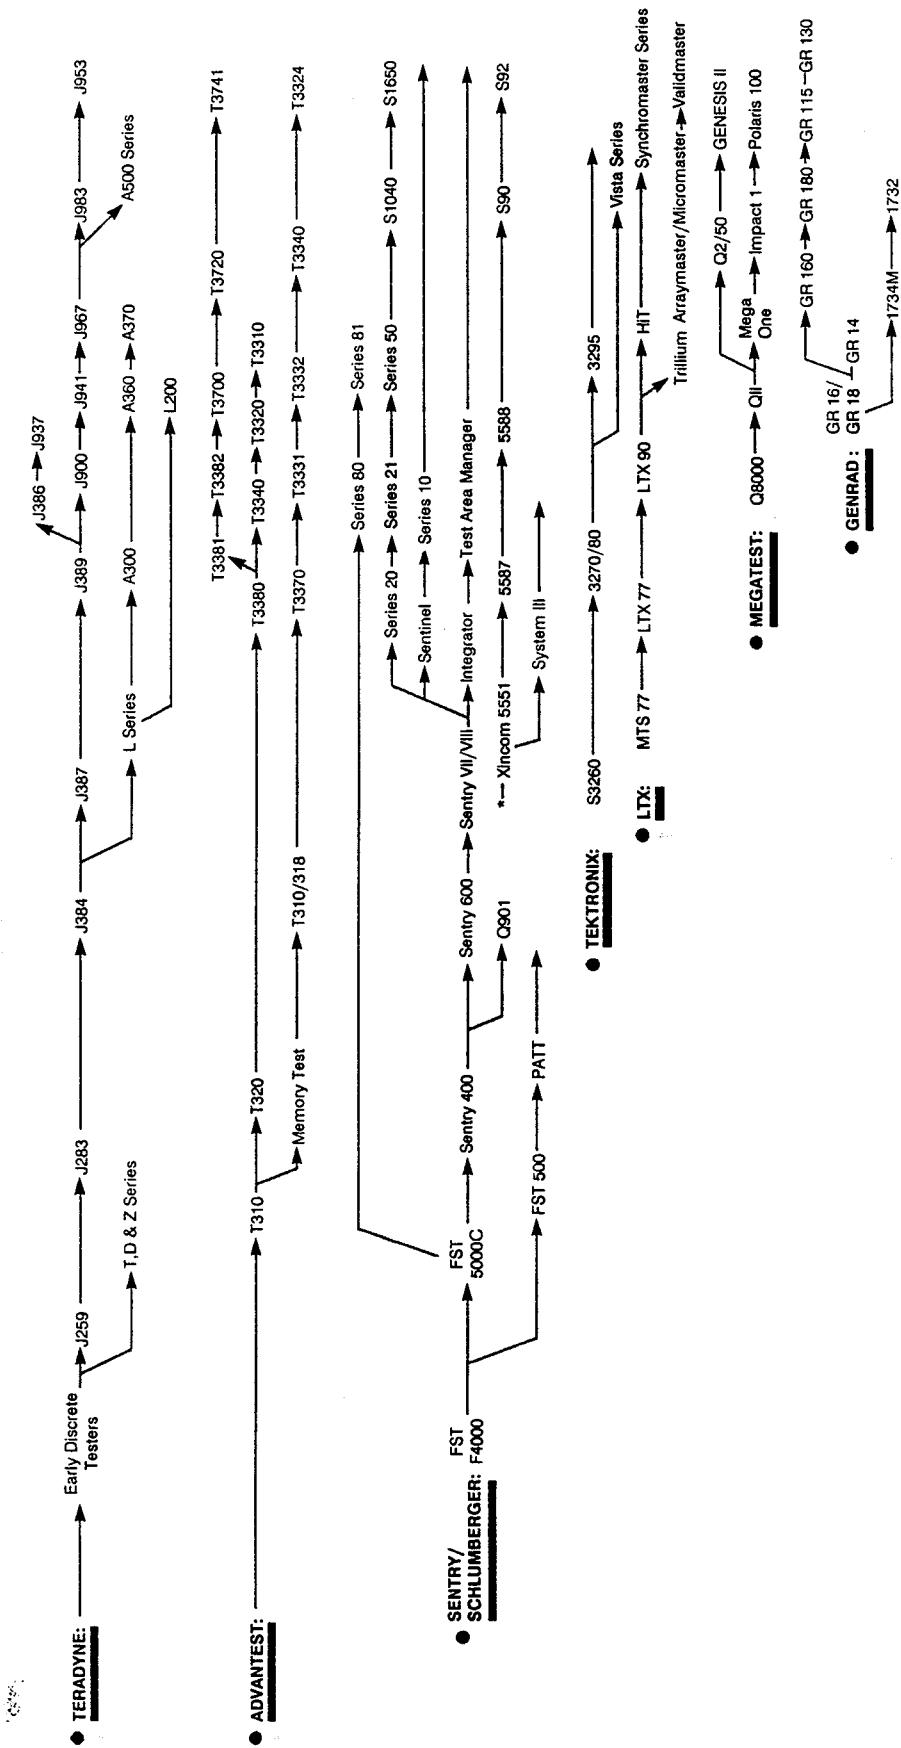 ● TERADYNE:
Early Discrete
Testers
J259
T,D & Z Series
J283
J384
J387
L Series
J389
A300
L200
J386
J937
J900
J941
J967
A360
A370
J983
A500 Series
J953
● ADVANTEST:
T310
T320
Memory Test
T310/318
T3380
T3370
T3381
T3382
T3700
T3720
T3741
T3340
T3320
T3310
T3331
T3332
T3340
T3324
● SENTRY/
SCHLUMBERGER:
FST
F4000
FST
5000C
FST 500
PATT
Sentry 400
Q901
Sentry 600
Sentry VII/VIII
Series 80
Series 81
Series 20
Series 21
Series 50
S1040
S1650
Sentinel
Series 10
Integrator
Test Area Manager
*
Xincom 5551
5587
5588
S90
S92
System III
● TEKTRONIX:
S3260
3270/80
3295
Vista Series
● LTX:
MTS 77
LTX 77
LTX 90
HiT
Synchromaster Series
Trillium Arraymaster/Micromaster
Validmaster
● MEGATEST:
Q8000
QII
Q2/50
GENESIS II
Mega
One
Impact 1
Polaris 100
● GENRAD:
GR 16/
GR 18
GR 14
GR 160
GR 180
GR 115
GR 130
1734M
1732